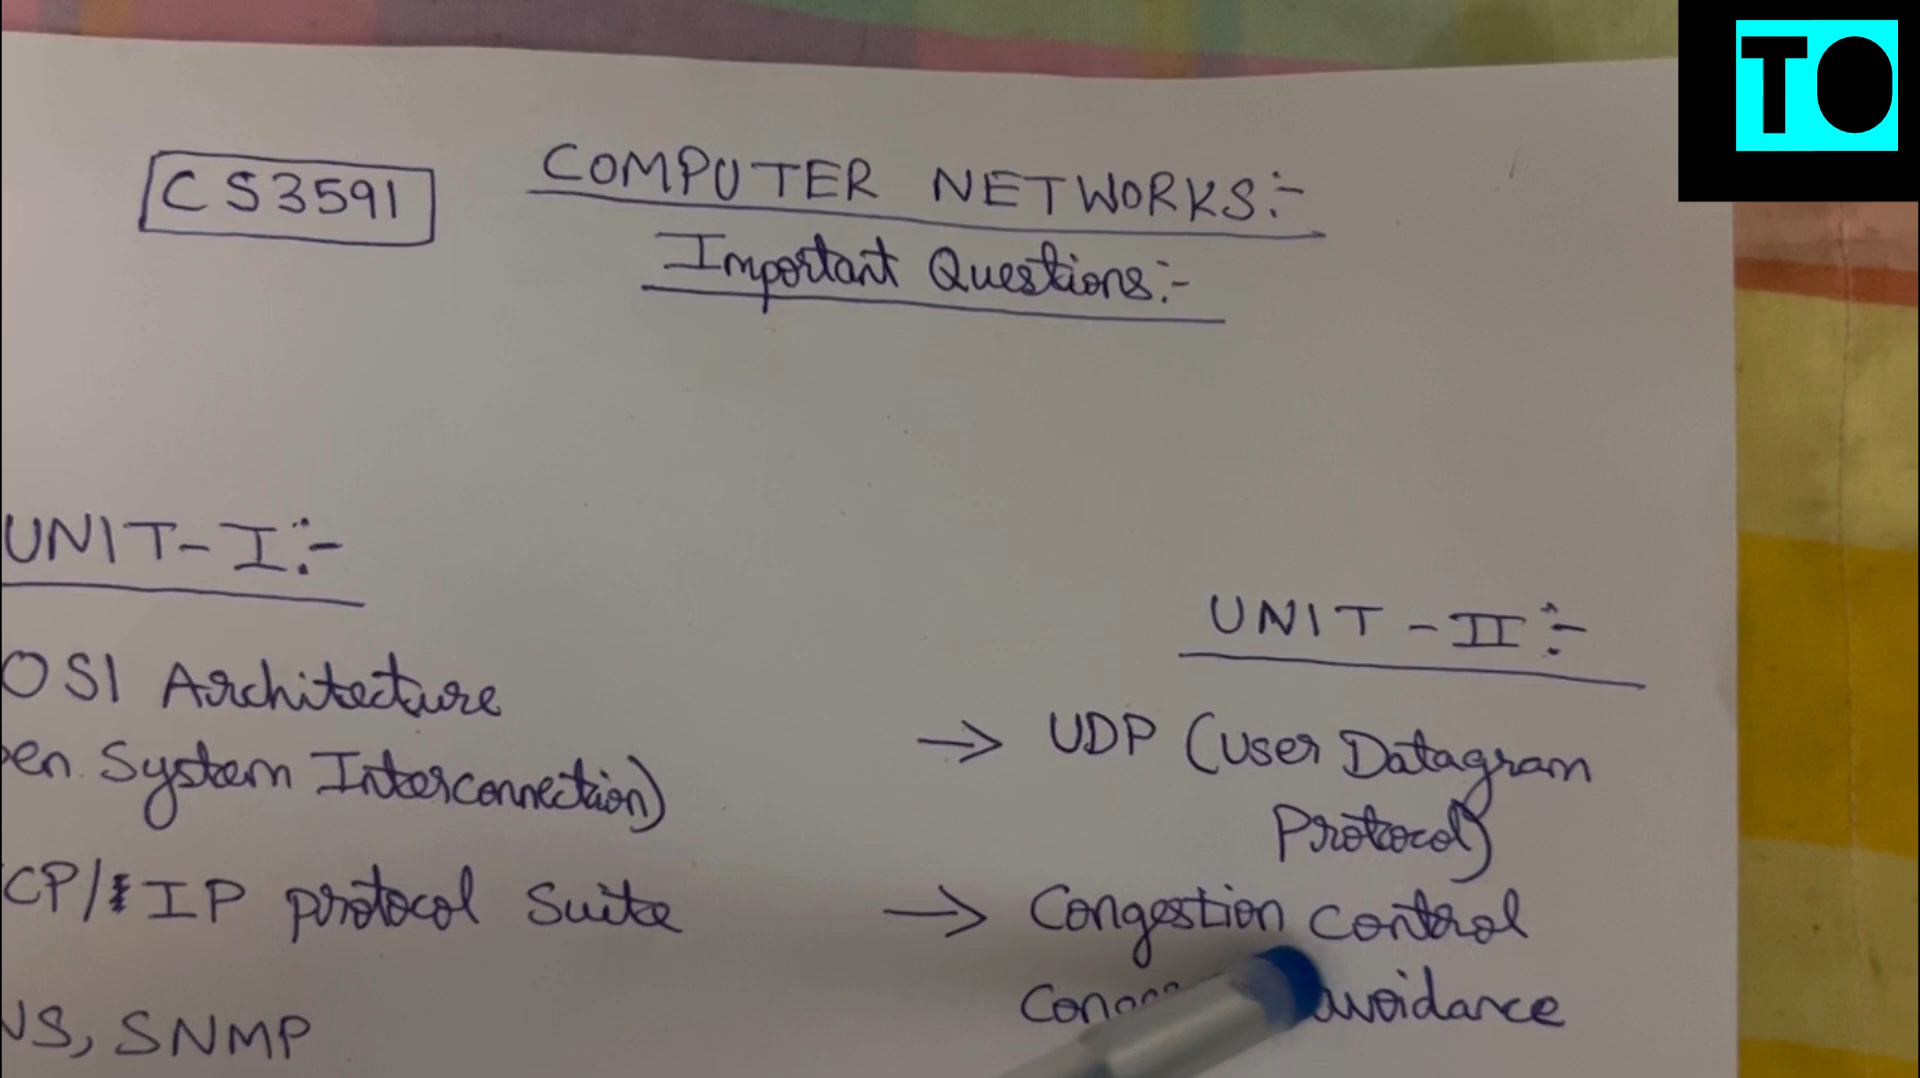 TO
CS3591
COMPUTER NETWORKS:-
Important Questions:-
UNIT-I:-
OSI Architecture
en System Interconnection)
CP/IP protocol Suite
NS, SNMP
UNIT-II:-
→ UDP (User Datagram
Protocol)
→ Congestion control
avoidance